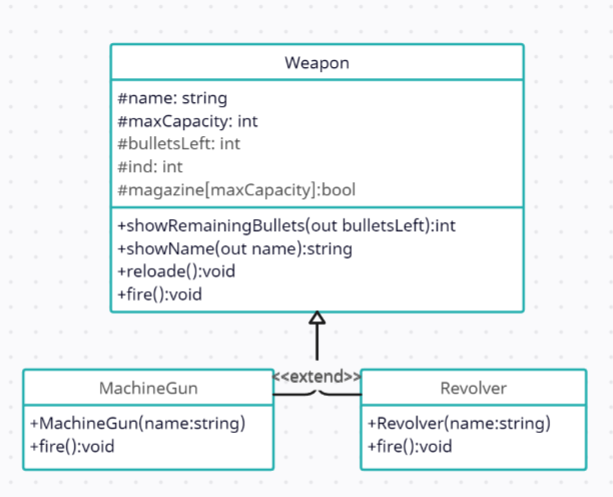 Weapon
#name: string
#maxCapacity: int
#bulletsLeft: int
#ind: int
#magazine[maxCapacity]:bool
+showRemainingBullets(out bulletsLeft):int
+showName(out name):string
+reloade():void
+fire():void
<<extend>>
MachineGun
+MachineGun(name:string)
+fire():void
Revolver
+Revolver(name:string)
+fire():void